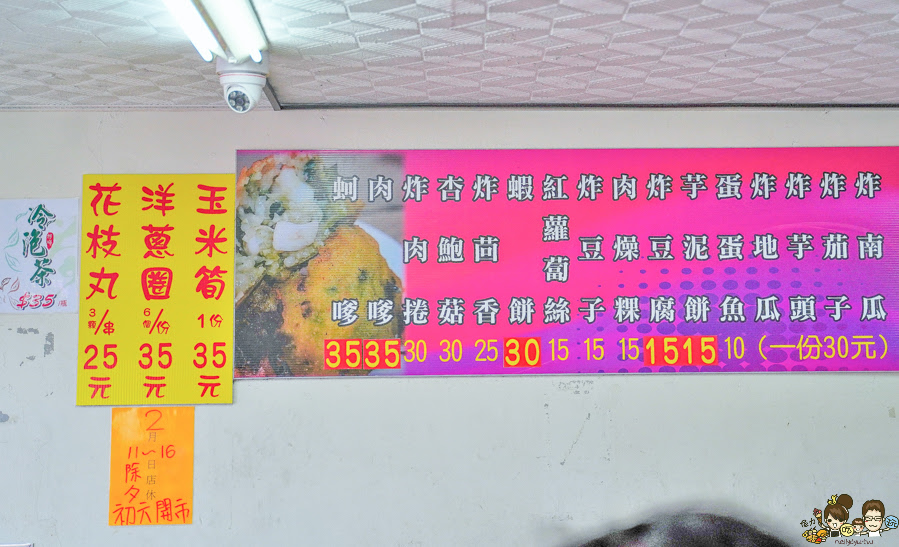 冷泡茶
$35/瓶
花枝丸
3個/串
25元
洋蔥圈
6個/份
35元
玉米筍
1份
35元
2月
11~16日店休
除夕
初六開市
蚵嗲 35
肉嗲 35
炸肉捲 30
杏鮑菇 30
炸茴香 25
蝦餅 30
紅蘿蔔絲 15
炸豆子 15
肉燥粿 15
炸豆腐 15
芋泥餅 15
蛋蛋魚 10
炸地瓜
炸芋頭
炸茄子
炸南瓜
(一份30元)